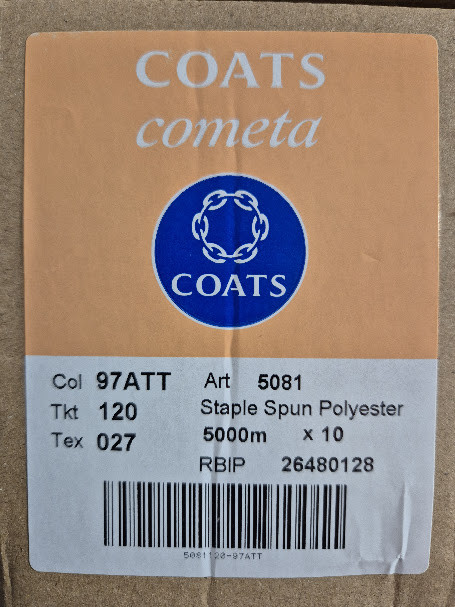 COATS
cometa
COATS
Col 97ATT Art 5081
Tkt 120 Staple Spun Polyester
Tex 027 5000m x 10
RBIP 26480128
5081120-97ATT